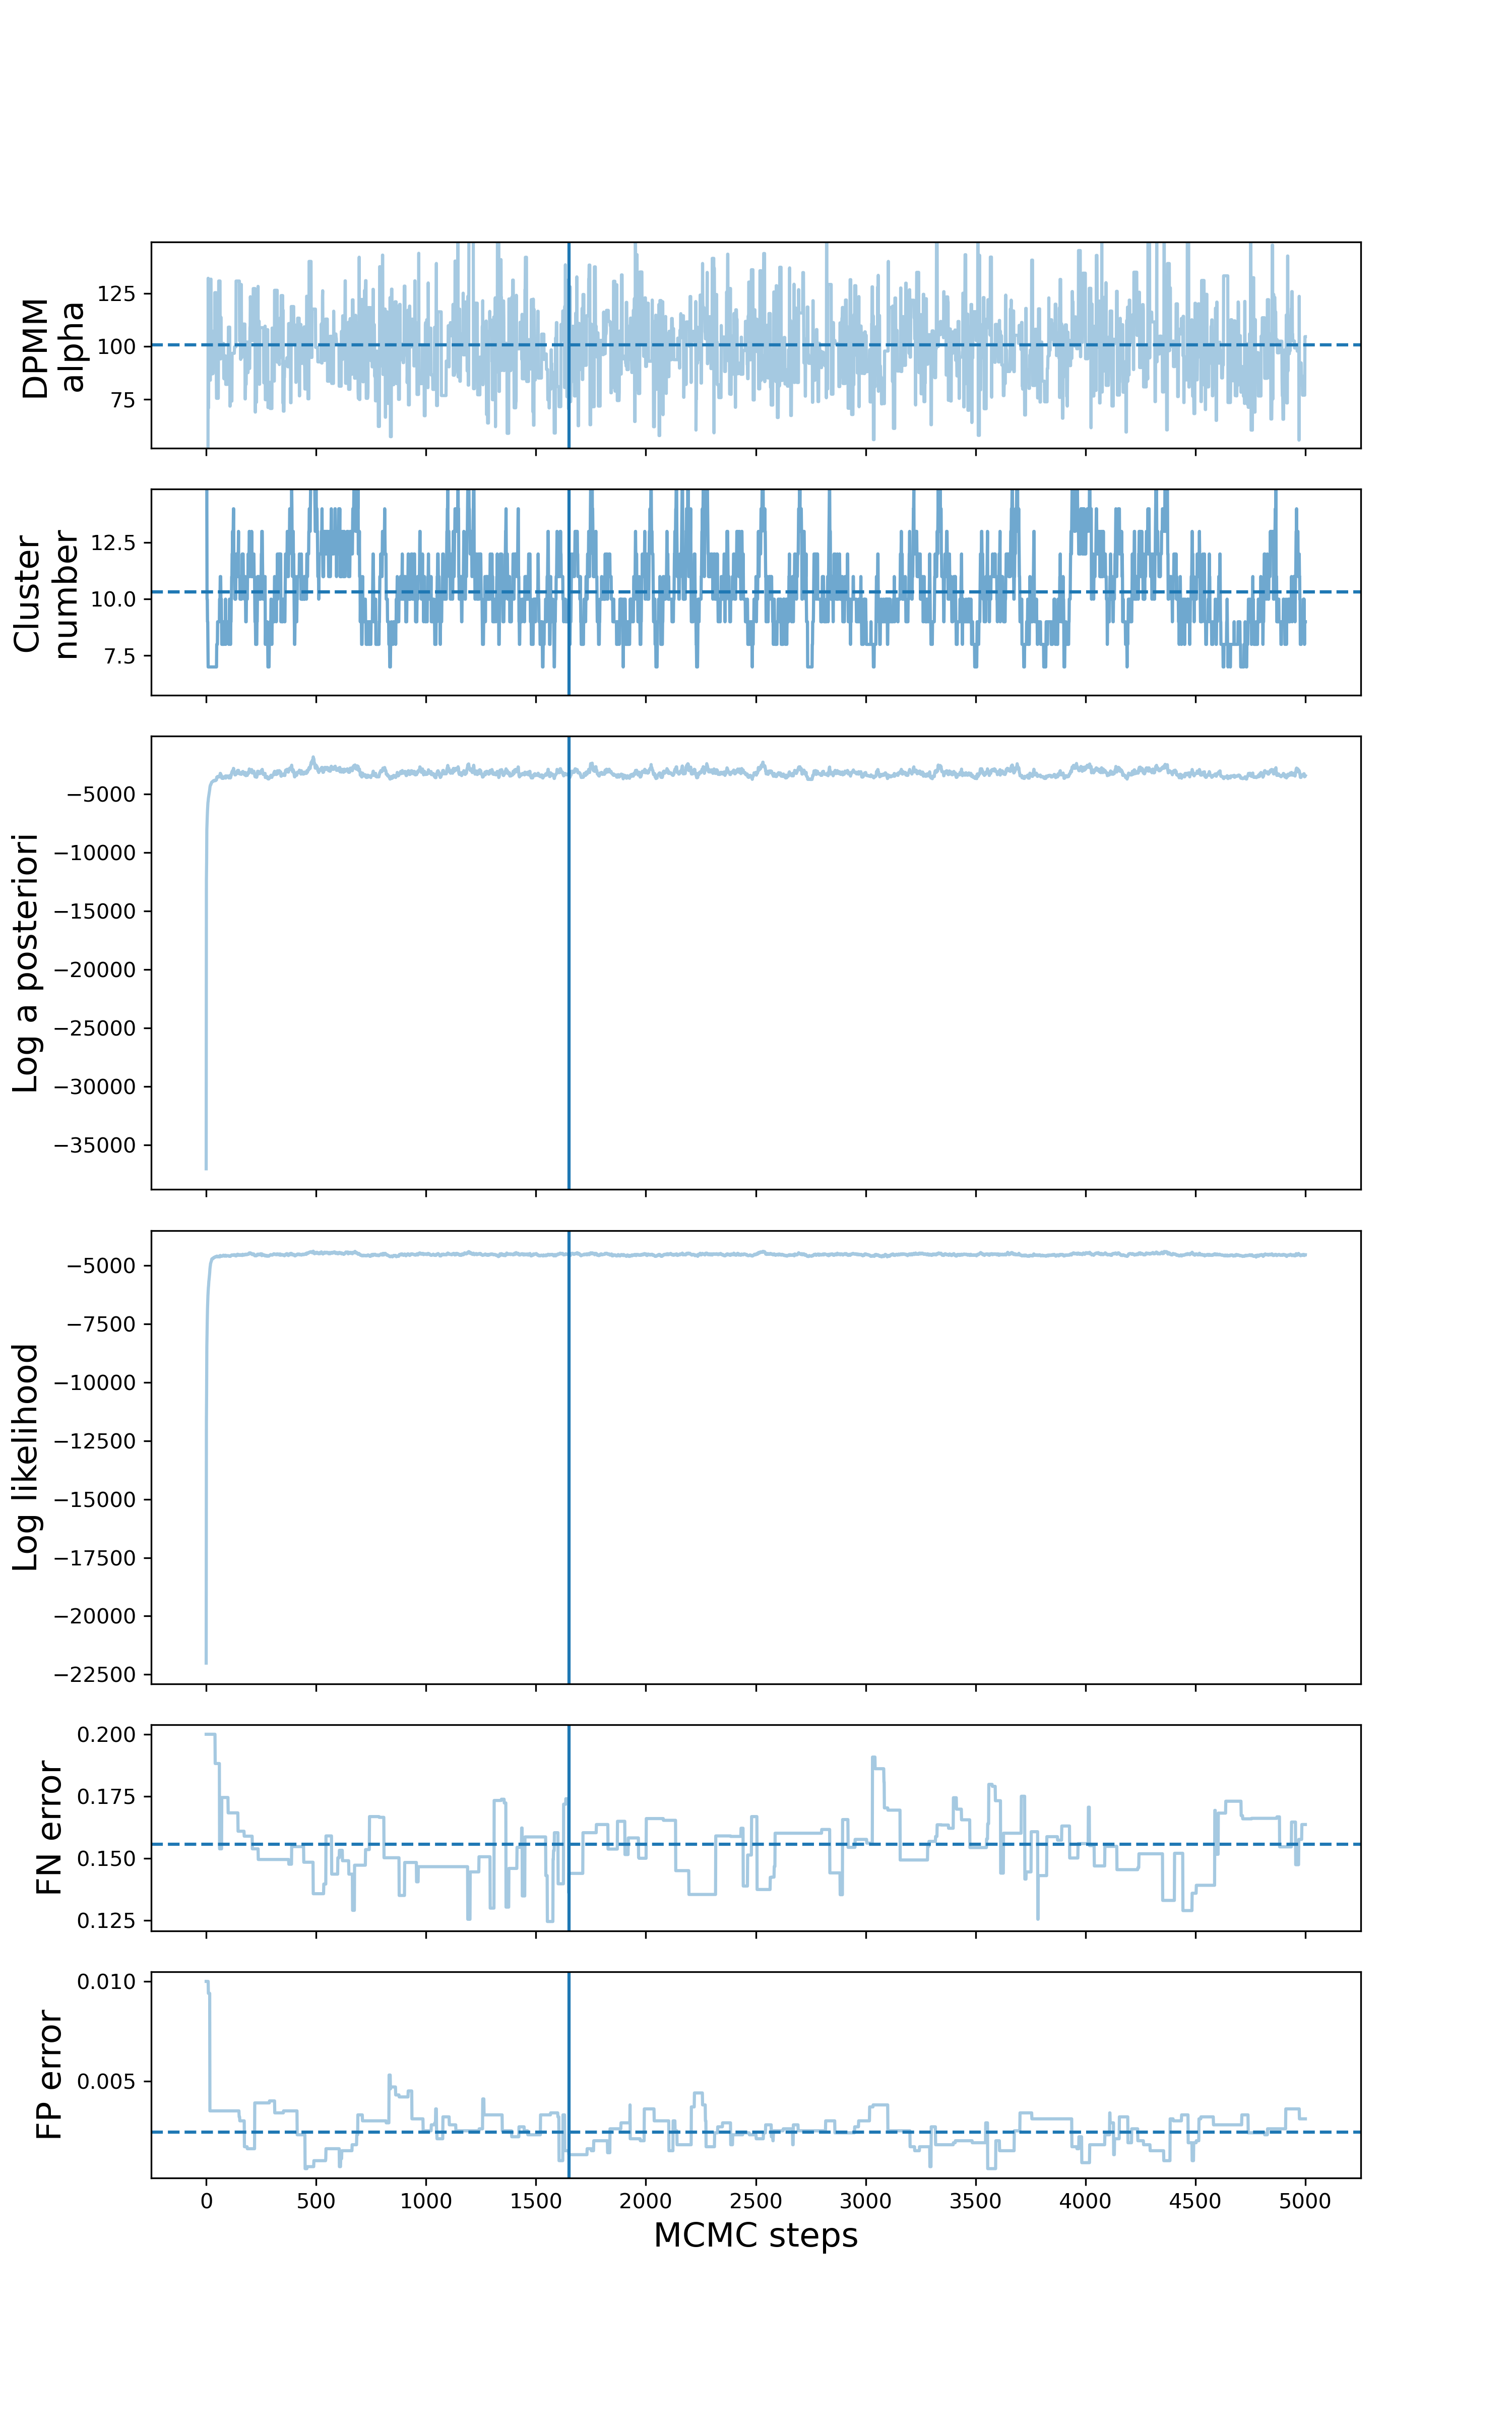 DPMM
alpha
125
100
75
Cluster
number
12.5
10.0
7.5
Log a posteriori
−5000
−10000
−15000
−20000
−25000
−30000
−35000
Log likelihood
−5000
−7500
−10000
−12500
−15000
−17500
−20000
−22500
FN error
0.200
0.175
0.150
0.125
FP error
0.010
0.005
0 500 1000 1500 2000 2500 3000 3500 4000 4500 5000
MCMC steps